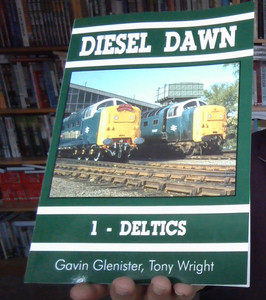 DIESEL DAWN
1 - DELTICS
Gavin Glenister, Tony Wright